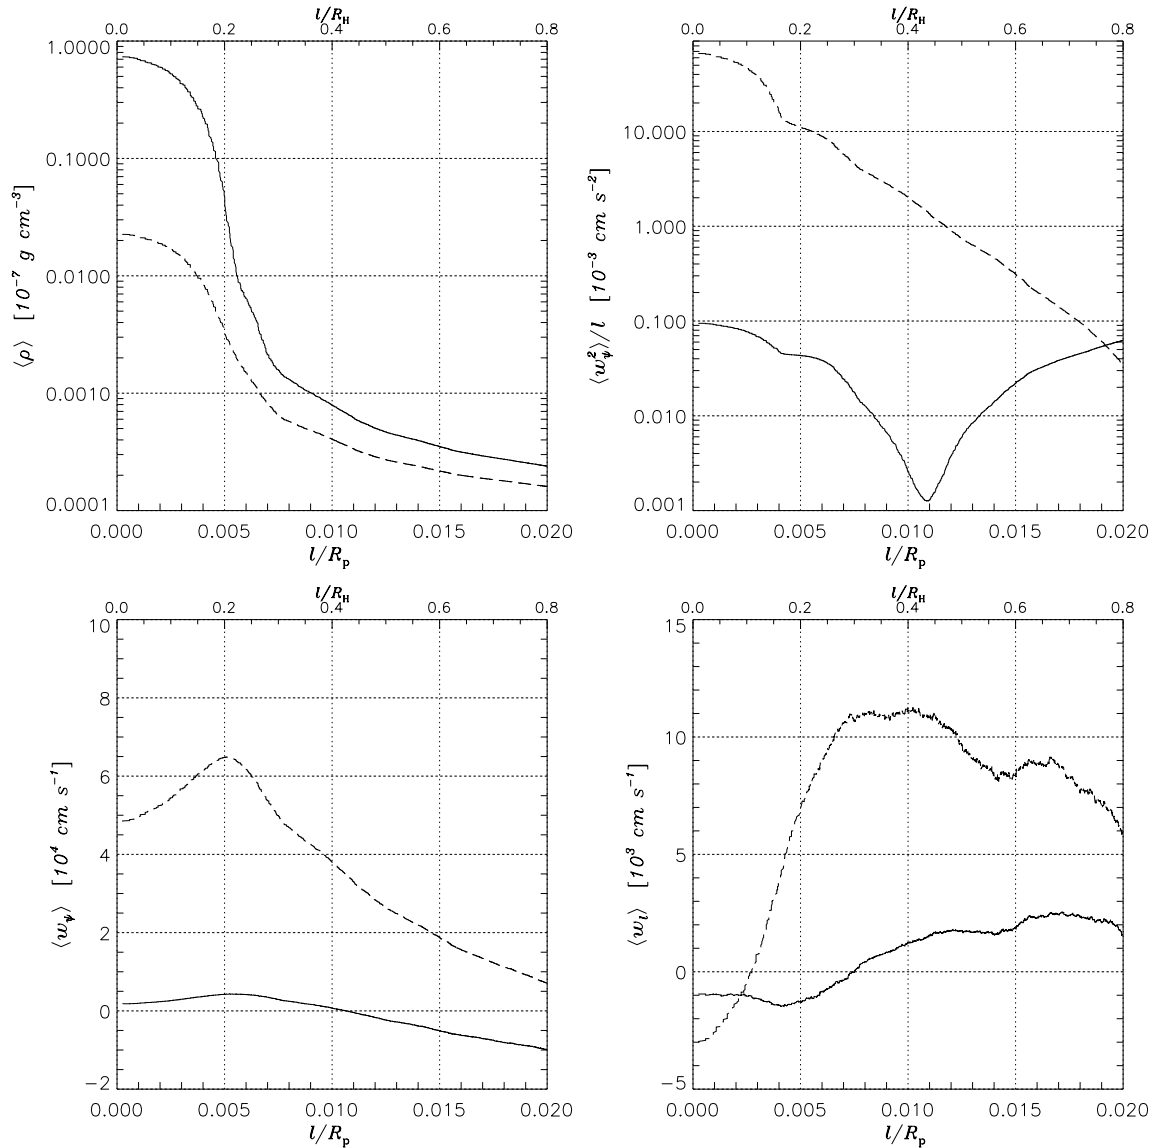 l/R_H
0.0 0.2 0.4 0.6 0.8
⟨ρ⟩ [10⁻⁷ g cm⁻³]
1.0000
0.1000
0.0100
0.0010
0.0001
0.000 0.005 0.010 0.015 0.020
l/R_p
l/R_H
0.0 0.2 0.4 0.6 0.8
⟨w_ψ²⟩/l [10⁻³ cm s⁻²]
10.000
1.000
0.100
0.010
0.001
0.000 0.005 0.010 0.015 0.020
l/R_p
l/R_H
0.0 0.2 0.4 0.6 0.8
⟨w_ψ⟩ [10⁴ cm s⁻¹]
10
8
6
4
2
0
−2
0.000 0.005 0.010 0.015 0.020
l/R_p
l/R_H
0.0 0.2 0.4 0.6 0.8
⟨w_l⟩ [10³ cm s⁻¹]
15
10
5
0
−5
0.000 0.005 0.010 0.015 0.020
l/R_p